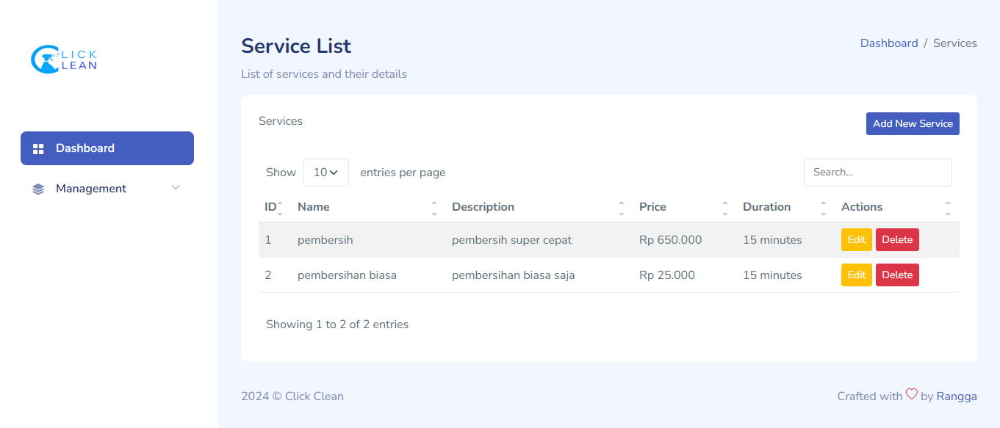 LICK
LEAN
Dashboard
Management
Service List
List of services and their details
Dashboard / Services
Services
Add New Service
Show 10 entries per page
Search...
ID Name Description Price Duration Actions
1 pembersih pembersih super cepat Rp 650.000 15 minutes Edit Delete
2 pembersihan biasa pembersihan biasa saja Rp 25.000 15 minutes Edit Delete
Showing 1 to 2 of 2 entries
2024 © Click Clean
Crafted with by Rangga